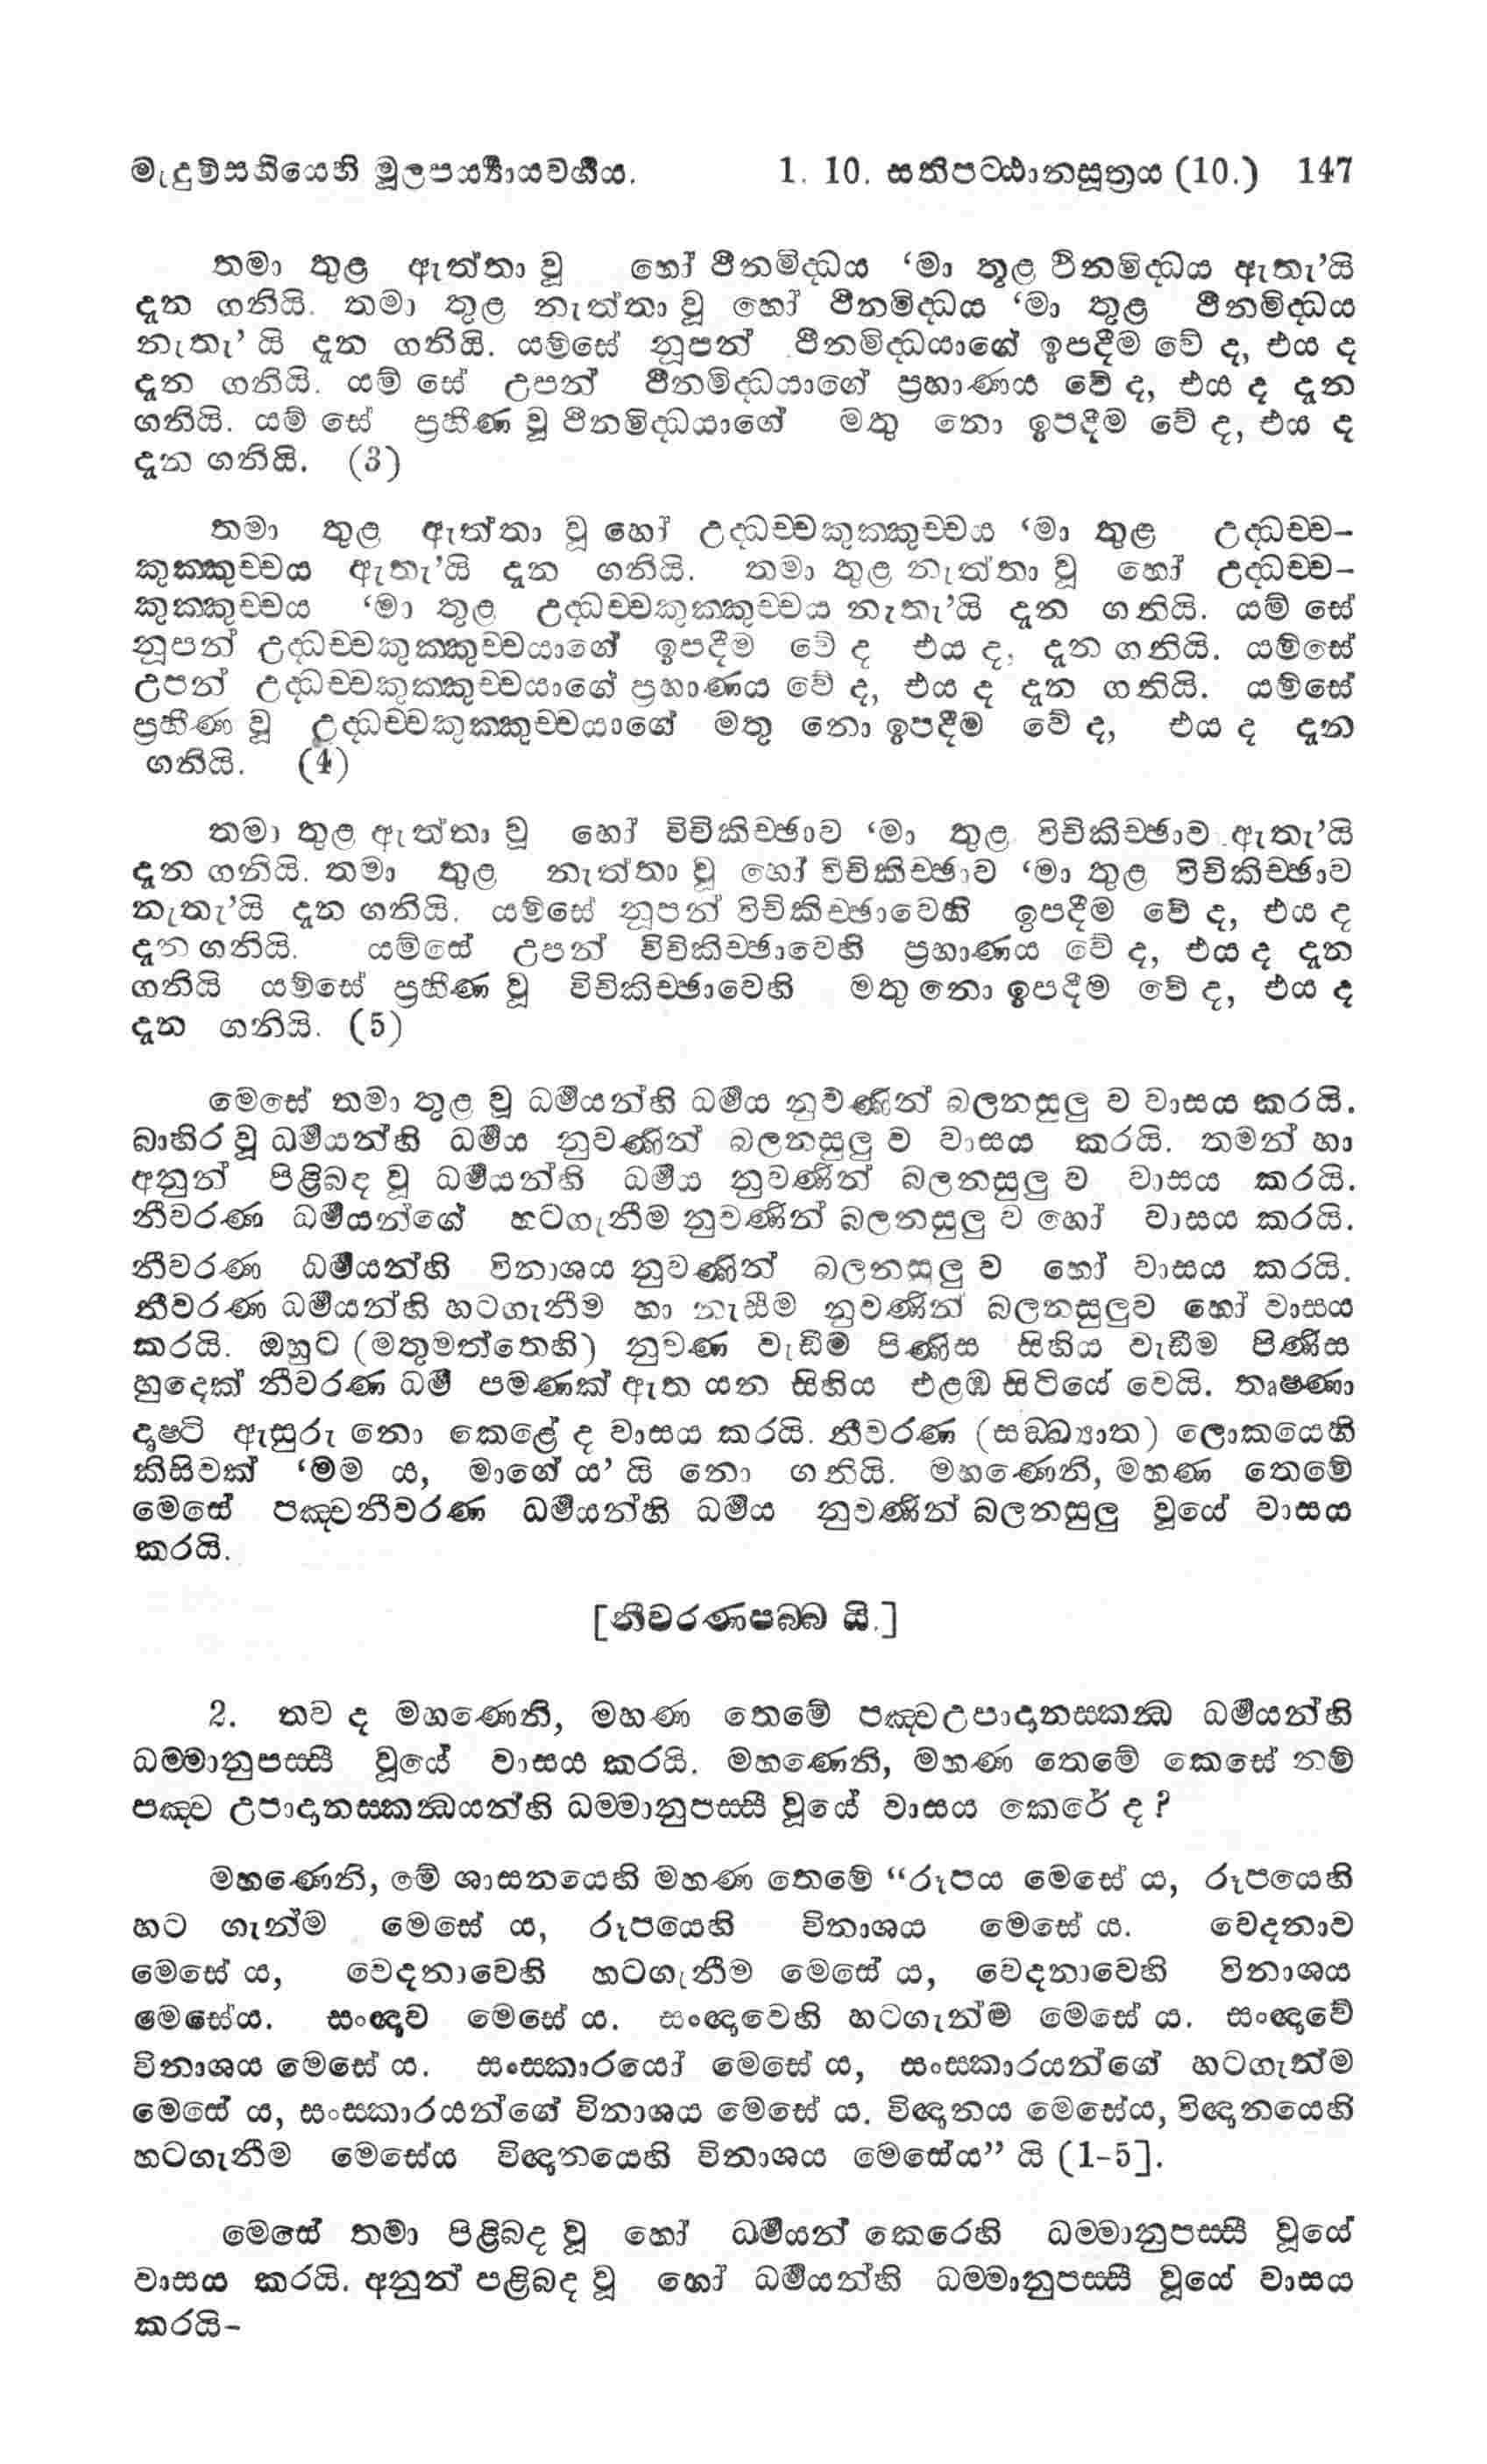 මැදුම්සඟියෙහි මූලපර්‍ය්‍යායවර්‍ගය. 1. 10. සතිපට්ඨානසූත්‍රය (10.) 147
තමා තුළ ඇත්තා වූ හෝ ථීනමිද්ධය ‘මා තුළ ථිනමිද්ධය ඇතැ’යි
දැන ගනියි. තමා තුළ නැත්තා වූ හෝ ථීනමිද්ධය ‘මා තුළ ථීනමිද්ධය
නැතැ’ යි දැන ගනියි. යම්සේ නූපන් ථීනමිද්ධයාගේ ඉපදීම වේ ද, එය ද
දැන ගනියි. යම් සේ උපන් ථීනමිද්ධයාගේ ප්‍රහාණය වේ ද, එය ද දැන
ගනියි. යම් සේ ප්‍රහීණ වූ ථීනමිද්ධයාගේ මතු නො ඉපදීම වේ ද, එය ද
දැන ගනියි. (3)
තමා තුළ ඇත්තා වූ හෝ උද්ධච්චකුක්කුච්චය ‘මා තුළ උද්ධච්ච-
කුක්කුච්චය ඇතැ’යි දැන ගනියි. තමා තුළ නැත්තා වූ හෝ උද්ධච්ච-
කුක්කුච්චය ‘මා තුළ උද්ධච්චකුක්කුච්චය නැතැ’යි දැන ගනියි. යම් සේ
නූපන් උද්ධච්චකුක්කුච්චයාගේ ඉපදීම වේ ද එය ද, දැන ගනියි. යම්සේ
උපන් උද්ධච්චකුක්කුච්චයාගේ ප්‍රහාණය වේ ද, එය ද දැන ගනියි. යම්සේ
ප්‍රහීණ වූ උද්ධච්චකුක්කුච්චයාගේ මතු නො ඉපදීම වේ ද, එය ද දැන
ගනියි. (4)
තමා තුළ ඇත්තා වූ හෝ විචිකිච්ඡාව ‘මා තුළ විචිකිච්ඡාව ඇතැ’යි
දැන ගනියි. තමා තුළ නැත්තා වූ හෝ විචිකිච්ඡාව ‘මා තුළ විචිකිච්ඡාව
නැතැ’යි දැන ගනියි. යම්සේ නූපන් විචිකිච්ඡාවෙහි ඉපදීම වේ ද, එය ද
දැන ගනියි. යම්සේ උපන් විචිකිච්ඡාවෙහි ප්‍රහාණය වේ ද, එය ද දැන
ගනියි යම්සේ ප්‍රහීණ වූ විචිකිච්ඡාවෙහි මතු නො ඉපදීම වේ ද, එය ද
දැන ගනියි. (5)
මෙසේ තමා තුළ වූ ධර්‍මයන්හි ධර්‍මය නුවණින් බලනසුලු ව වාසය කරයි.
බාහිර වූ ධර්‍මයන්හි ධර්‍මය නුවණින් බලනසුලු ව වාසය කරයි. තමන් හා
අනුන් පිළිබද වූ ධර්‍මයන්හි ධර්‍මය නුවණින් බලනසුලු ව වාසය කරයි.
නීවරණ ධර්‍මයන්ගේ හටගැනීම නුවණින් බලනසුලු ව හෝ වාසය කරයි.
නීවරණ ධර්‍මයන්හි විනාශය නුවණින් බලනසුලු ව හෝ වාසය කරයි.
නීවරණ ධර්‍මයන්හි හටගැනීම හා නැසීම නුවණින් බලනසුලුව හෝ වාසය
කරයි. ඔහුට (මතුමත්තෙහි) නුවණ වැඩීම පිණිස සිහිය වැඩීම පිණිස
හුදෙක් නීවරණ ධර්‍ම පමණක් ඇත යන සිහිය එළඹ සිටියේ වෙයි. තෘෂ්ණා
දෘෂ්ටි ඇසුරු නො කෙළේ ද වාසය කරයි. නීවරණ (සඞ්ඛ්‍යාත) ලොකයෙහි
කිසිවක් ‘මම ය, මාගේ ය’ යි නො ගනියි. මහණෙනි, මහණ තෙමේ
මෙසේ පඤ්චනීවරණ ධර්‍මයන්හි ධර්‍මය නුවණින් බලනසුලු වූයේ වාසය
කරයි.
[නීවරණපබ්බ යි.]
2. තව ද මහණෙනි, මහණ තෙමේ පඤ්චඋපාදානස්කන්‍ධ ධර්‍මයන්හි
ධම්මානුපස්සී වූයේ වාසය කරයි. මහණෙනි, මහණ තෙමේ කෙසේ නම්
පඤ්ච උපාදානස්කන්‍ධයන්හි ධම්මානුපස්සී වූයේ වාසය කෙරේ ද?
මහණෙනි, මේ ශාසනයෙහි මහණ තෙමේ “රූපය මෙසේ ය, රූපයෙහි
හට ගැන්ම මෙසේ ය, රූපයෙහි විනාශය මෙසේ ය. වෙදනාව
මෙසේ ය, වෙදනාවෙහි හටගැනීම මෙසේ ය, වෙදනාවෙහි විනාශය
මෙසේය. සංඥාව මෙසේ ය. සංඥාවෙහි හටගැන්ම මෙසේ ය. සංඥාවේ
විනාශය මෙසේ ය. සංස්කාරයෝ මෙසේ ය, සංස්කාරයන්ගේ හටගැන්ම
මෙසේ ය, සංස්කාරයන්ගේ විනාශය මෙසේ ය. විඥානය මෙසේය, විඥානයෙහි
හටගැනීම මෙසේය විඥානයෙහි විනාශය මෙසේය” යි (1-5].
මෙසේ තමා පිළිබද වූ හෝ ධර්‍මයන් කෙරෙහි ධම්මානුපස්සී වූයේ
වාසය කරයි. අනුන් පළිබද වූ හෝ ධර්‍මයන්හි ධම්මානුපස්සී වූයේ වාසය
කරයි-